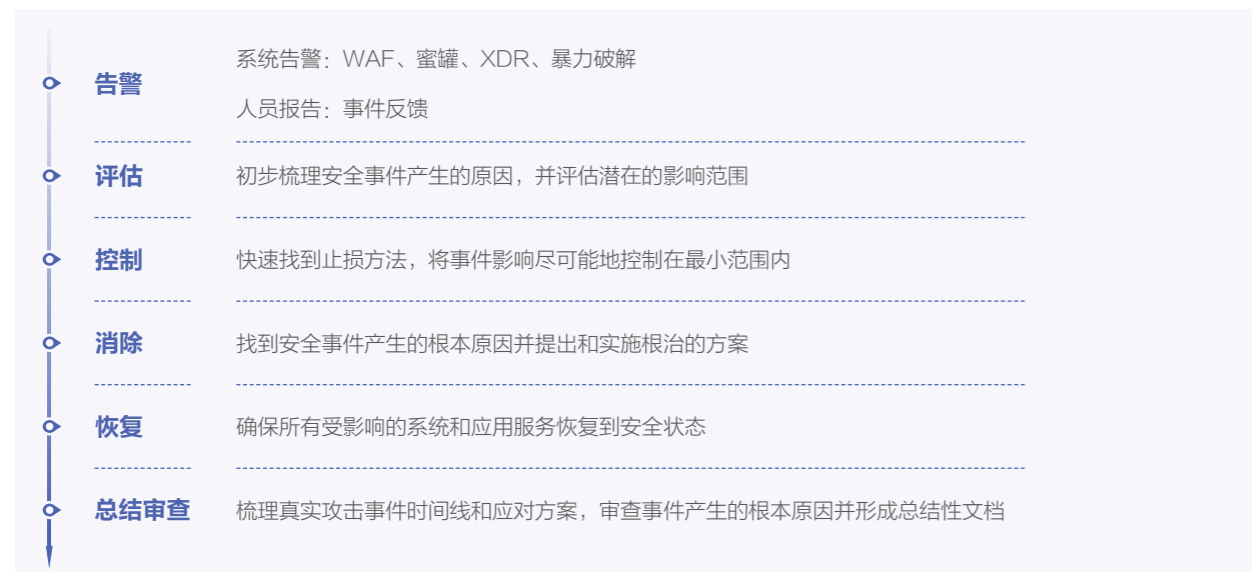 告警
系统告警：WAF、蜜罐、XDR、暴力破解
人员报告：事件反馈
评估
初步梳理安全事件产生的原因，并评估潜在的影响范围
控制
快速找到止损方法，将事件影响尽可能地控制在最小范围内
消除
找到安全事件产生的根本原因并提出和实施根治的方案
恢复
确保所有受影响的系统和应用服务恢复到安全状态
总结审查
梳理真实攻击事件时间线和应对方案，审查事件产生的根本原因并形成总结性文档